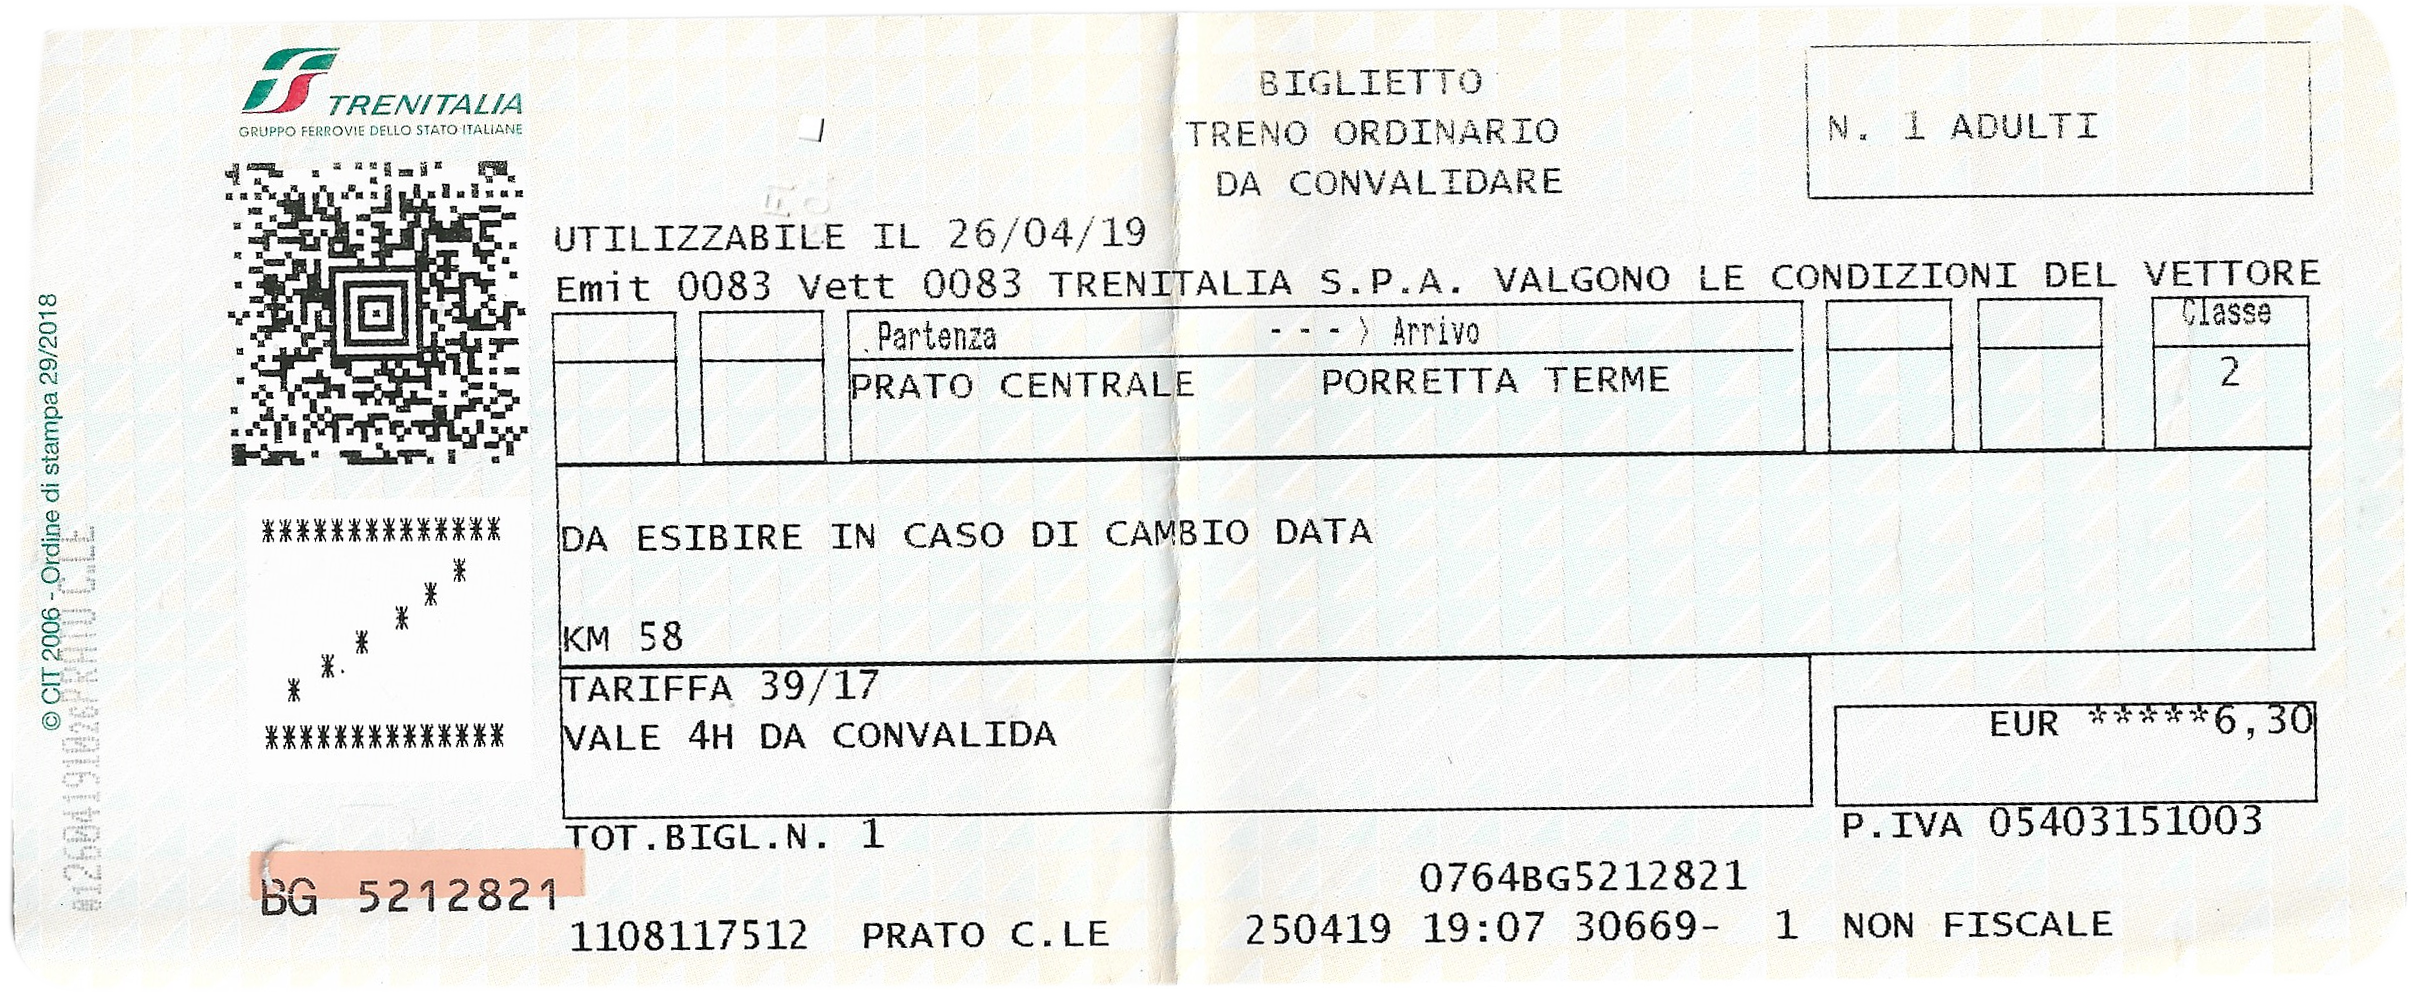 TRENITALIA
GRUPPO FERROVIE DELLO STATO ITALIANE
BIGLIETTO
TRENO ORDINARIO
DA CONVALIDARE
N. 1 ADULTI
UTILIZZABILE IL 26/04/19
Emit 0083 Vett 0083 TRENITALIA S.P.A. VALGONO LE CONDIZIONI DEL VETTORE
Partenza ---> Arrivo
Classe
PRATO CENTRALE PORRETTA TERME
2
DA ESIBIRE IN CASO DI CAMBIO DATA
KM 58
TARIFFA 39/17
VALE 4H DA CONVALIDA
EUR *****6,30
TOT.BIGL.N. 1
P.IVA 05403151003
BG 5212821
0764BG5212821
1108117512 PRATO C.LE 250419 19:07 30669- 1 NON FISCALE
© CIT 2006 - Ordine di stampa 29/2018
*************
*
*
*
*
*.
*
*************
PRATO C.LE